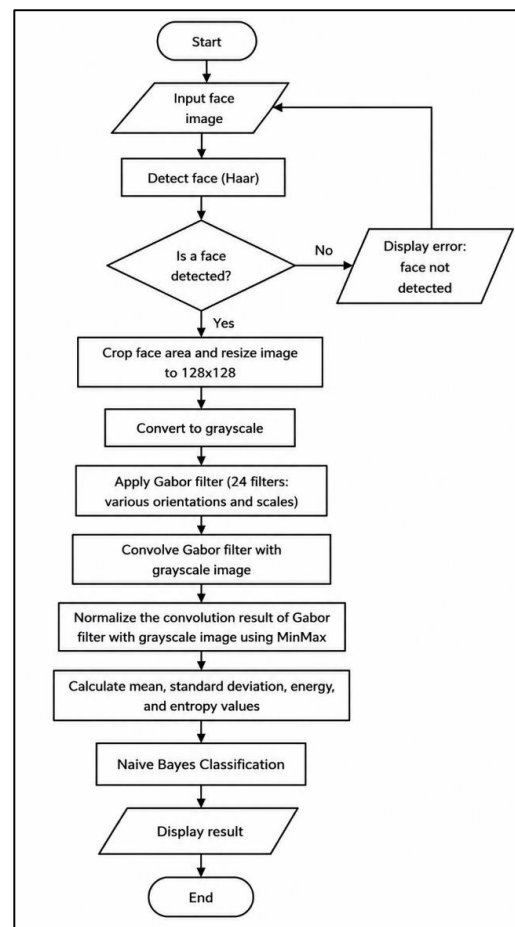 Start
Input face
image
Detect face (Haar)
Is a face
detected?
No
Display error:
face not
detected
Yes
Crop face area and resize image
to 128x128
Convert to grayscale
Apply Gabor filter (24 filters:
various orientations and scales)
Convolve Gabor filter with
grayscale image
Normalize the convolution result of Gabor
filter with grayscale image using MinMax
Calculate mean, standard deviation, energy,
and entropy values
Naive Bayes Classification
Display result
End